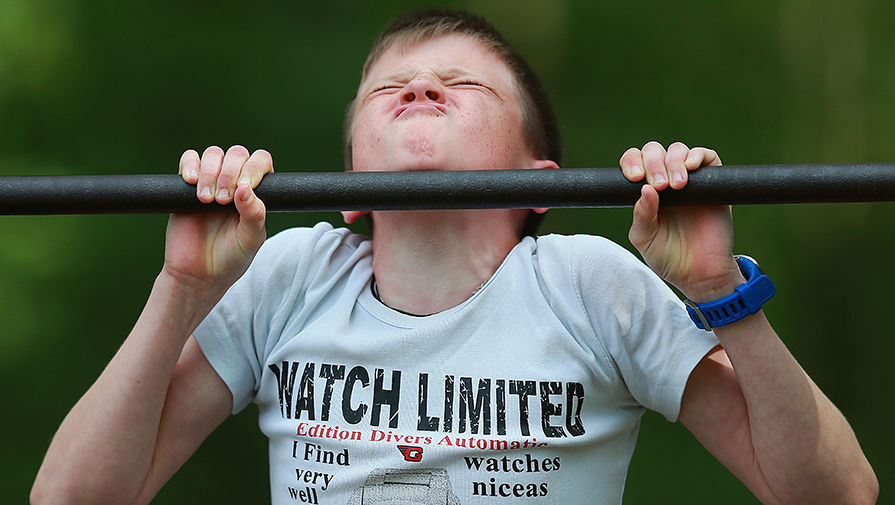 WATCH LIMITED
Edition Divers Automatic
I Find
very
well
watches
niceas